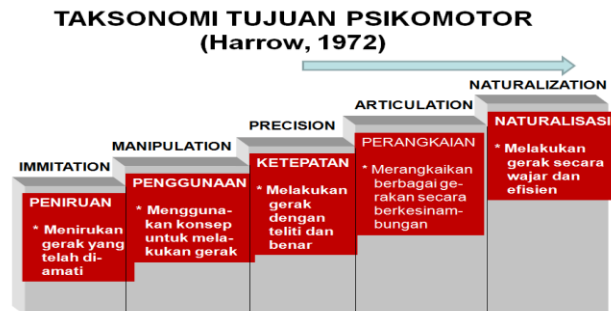 TAKSONOMI TUJUAN PSIKOMOTOR
(Harrow, 1972)
IMMITATION
PENIRUAN
* Menirukan
gerak yang
telah di-
amati
MANIPULATION
PENGGUNAAN
* Mengguna-
kan konsep
untuk mela-
kukan gerak
PRECISION
KETEPATAN
* Melakukan
gerak
dengan
teliti dan
benar
ARTICULATION
PERANGKAIAN
* Merangkaikan
berbagai ge-
rakan secara
berkesinam-
bungan
NATURALIZATION
NATURALISASI
* Melakukan
gerak secara
wajar dan
efisien